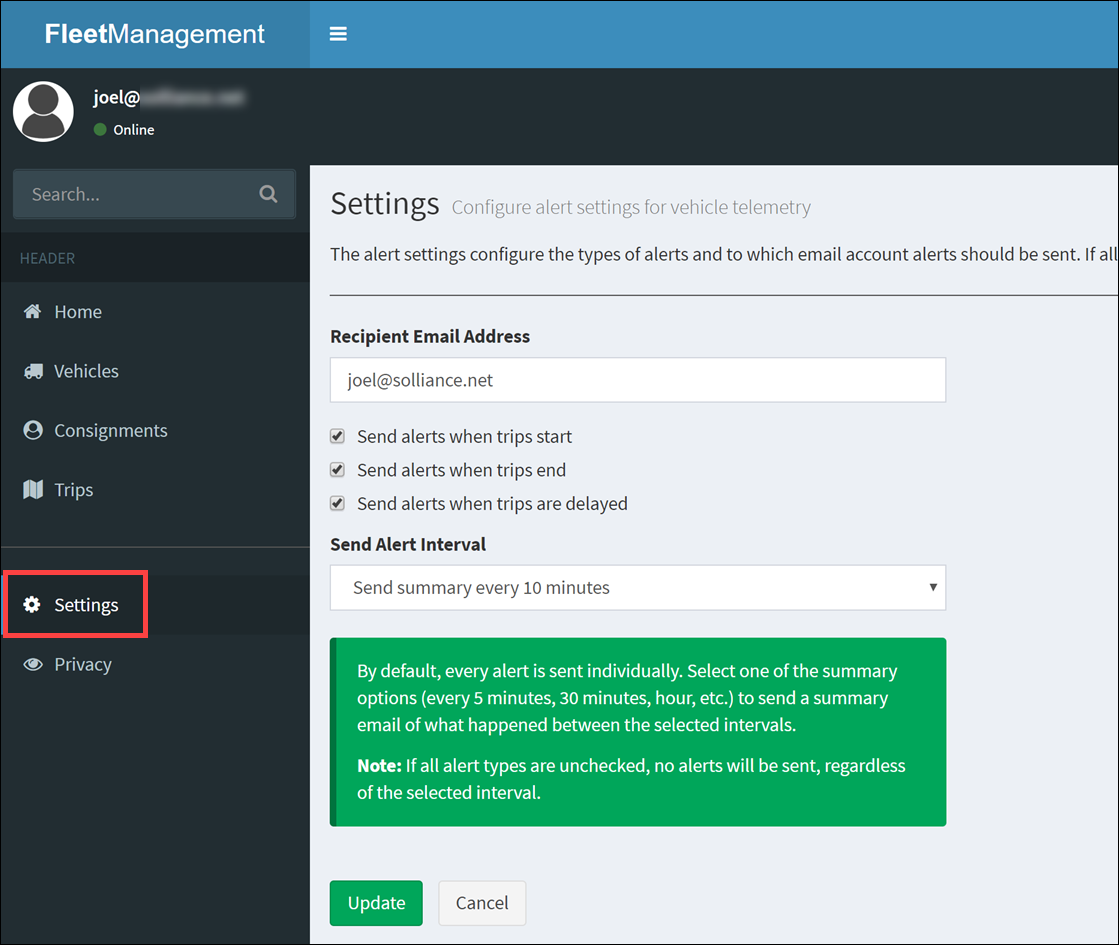 FleetManagement
joel@
Online
Search...
HEADER
Home
Vehicles
Consignments
Trips
Settings
Privacy
Settings Configure alert settings for vehicle telemetry
The alert settings configure the types of alerts and to which email account alerts should be sent. If all
Recipient Email Address
joel@solliance.net
Send alerts when trips start
Send alerts when trips end
Send alerts when trips are delayed
Send Alert Interval
Send summary every 10 minutes
By default, every alert is sent individually. Select one of the summary
options (every 5 minutes, 30 minutes, hour, etc.) to send a summary
email of what happened between the selected intervals.
Note: If all alert types are unchecked, no alerts will be sent, regardless
of the selected interval.
Update Cancel